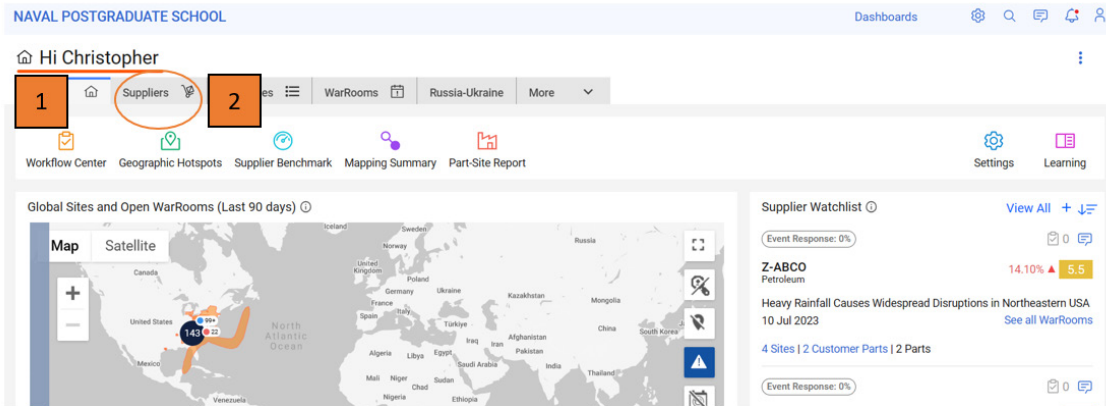 NAVAL POSTGRADUATE SCHOOL
Dashboards
Hi Christopher
1
Suppliers
2
es
WarRooms
1
Russia-Ukraine
More
Workflow Center
Geographic Hotspots
Supplier Benchmark
Mapping Summary
Part-Site Report
Settings
Learning
Global Sites and Open WarRooms (Last 90 days)
Map
Satellite
Iceland
Sweden
Norway
Russia
United
Kingdom
Poland
Canada
Germany
Ukraine
France
Kazakhstan
Mongolia
+
Spain
Italy
99+
United States
143
22
North
Atlantic
Ocean
Türkiye
China
South Korea
Iraq
Iran
Afghanistan
Pakistan
Algeria
Libya
Egypt
Saudi Arabia
India
Thailand
Mexico
Mali
Niger
Chad
Sudan
Venezuela
Nigeria
Ethiopia
Supplier Watchlist
View All +
Event Response: 0%
0
Z-ABCO
14.10% ▲ 5.5
Petroleum
Heavy Rainfall Causes Widespread Disruptions in Northeastern USA
10 Jul 2023
See all WarRooms
4 Sites | 2 Customer Parts | 2 Parts
Event Response: 0%
0